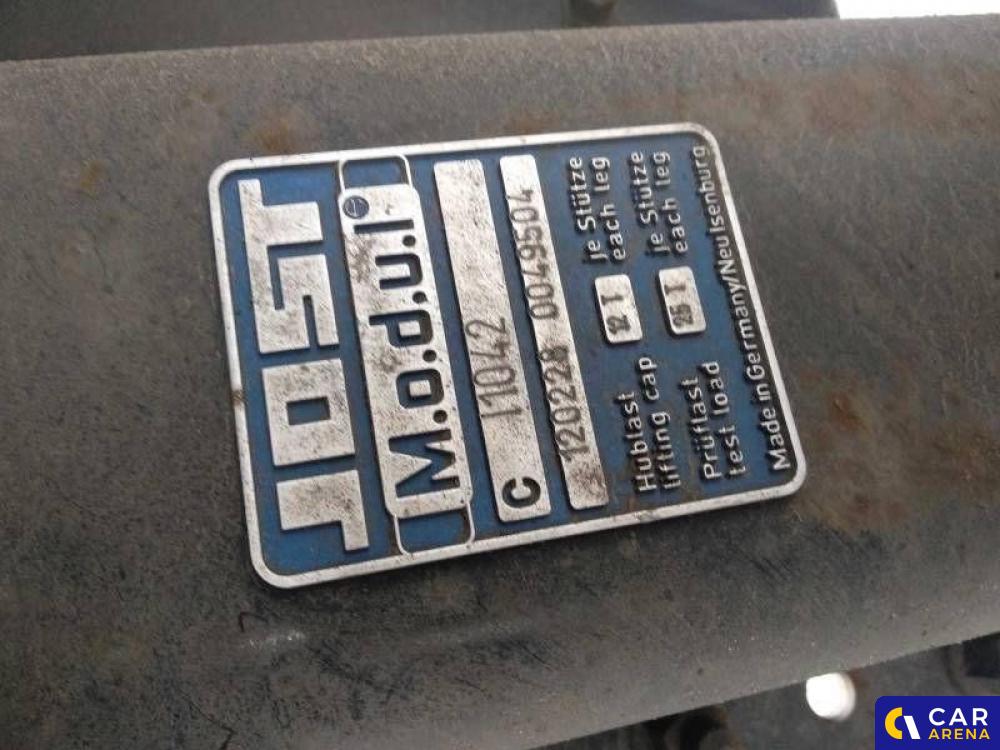 JOST
M.o.d.u.l
C 11042
120228 0049504
Hublast 12 T je Stütze
lifting cap each leg
Prüflast 25 T je Stütze
test load each leg
Made in Germany/Neu Isenburg
CAR
ARENA